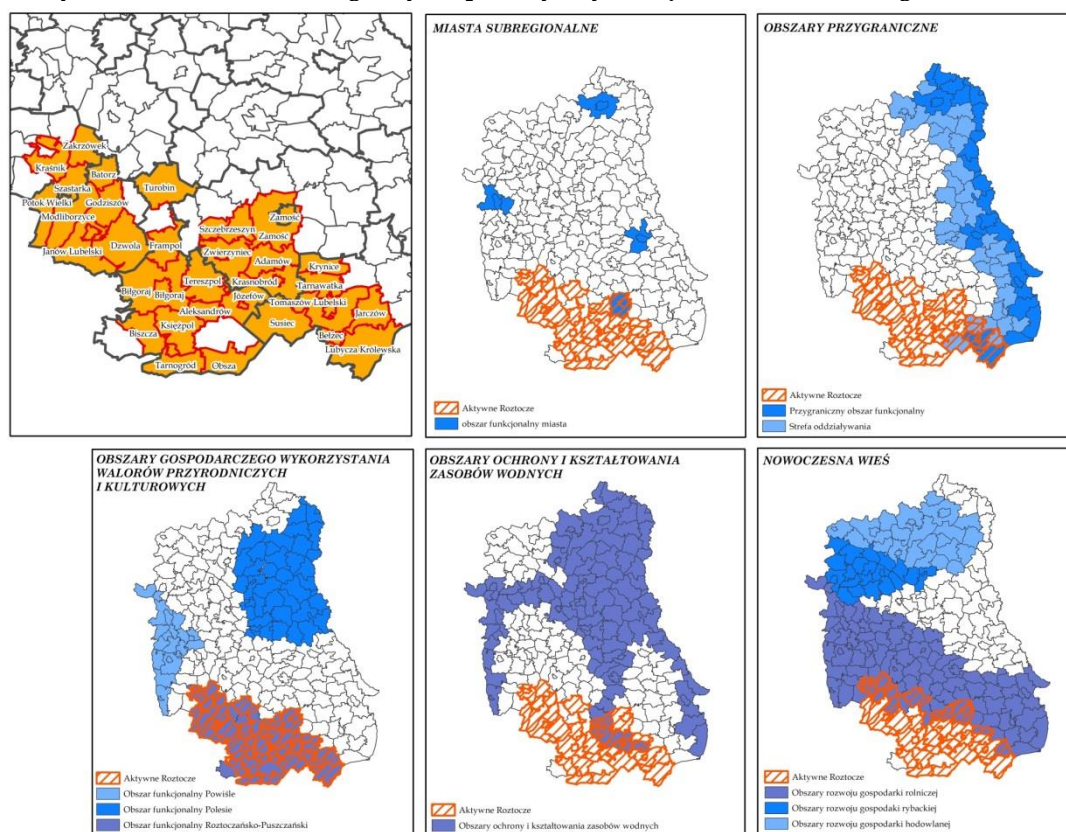 Zakrzówek
Kraśnik
Batorz
Szastarka
Turobin
Potok Wielki
Godziszów
Modliborzyce
Zamość
Szczebrzeszyn
Zamość
Janów Lubelski
Dzwola
Frampol
Zwierzyniec
Adamów
Krynice
Tereszpol
Krasnobród
Tarnawatka
Biłgoraj
Biłgoraj
Józefów
Tomaszów Lubelski
Aleksandrów
Jarczów
Księżpol
Susiec
Biszcza
Bełżec
Lubycza Królewska
Tarnogród
Obsza
MIASTA SUBREGIONALNE
Aktywne Roztocze
obszar funkcjonalny miasta
OBSZARY PRZYGRANICZNE
Aktywne Roztocze
Przygraniczny obszar funkcjonalny
Strefa oddziaływania
OBSZARY GOSPODARCZEGO WYKORZYSTANIA
WALORÓW PRZYRODNICZYCH
I KULTUROWYCH
Aktywne Roztocze
Obszar funkcjonalny Powiśle
Obszar funkcjonalny Polesie
Obszar funkcjonalny Roztoczańsko-Puszczański
OBSZARY OCHRONY I KSZTAŁTOWANIA
ZASOBÓW WODNYCH
Aktywne Roztocze
Obszary ochrony i kształtowania zasobów wodnych
NOWOCZESNA WIEŚ
Aktywne Roztocze
Obszary rozwoju gospodarki rolniczej
Obszary rozwoju gospodaki rybackiej
Obszary rozwoju gospodarki hodowlanej